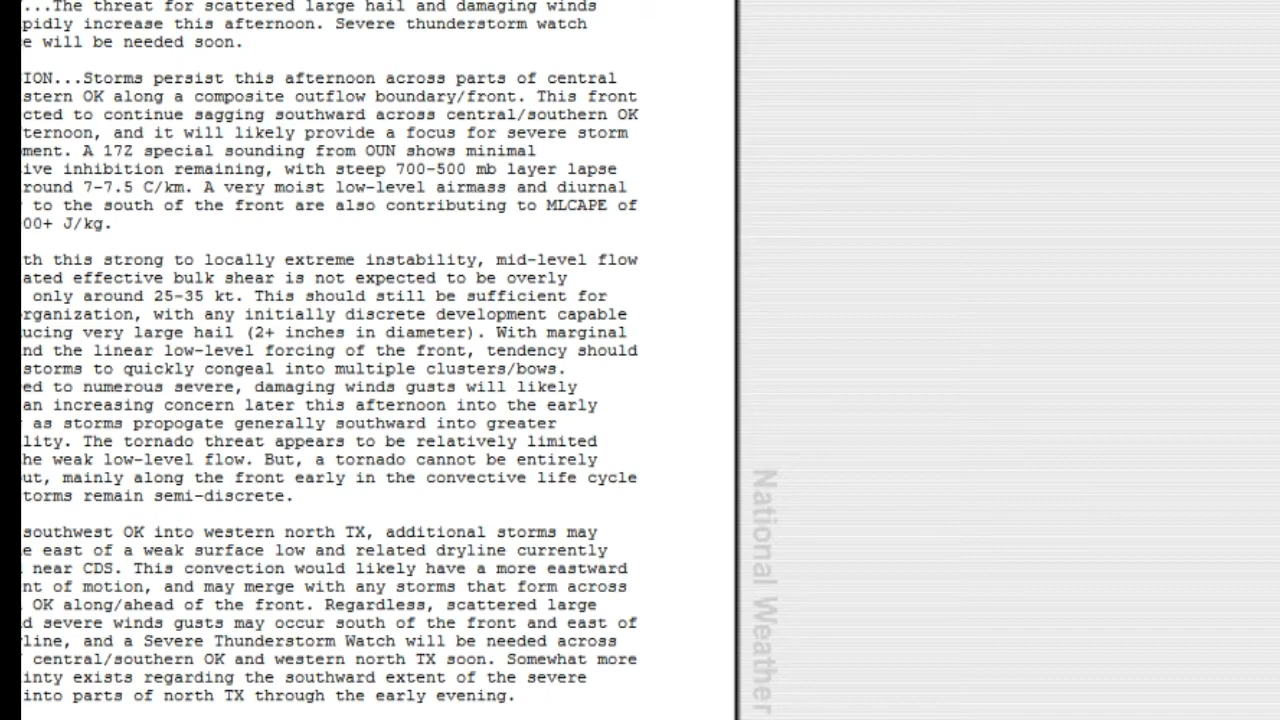 ...The threat for scattered large hail and damaging winds
pidly increase this afternoon. Severe thunderstorm watch
e will be needed soon.
ION...Storms persist this afternoon across parts of central
stern OK along a composite outflow boundary/front. This front
cted to continue sagging southward across central/southern OK
ternoon, and it will likely provide a focus for severe storm
ment. A 17Z special sounding from OUN shows minimal
ive inhibition remaining, with steep 700-500 mb layer lapse
round 7-7.5 C/km. A very moist low-level airmass and diurnal
to the south of the front are also contributing to MLCAPE of
00+ J/kg.
th this strong to locally extreme instability, mid-level flow
ated effective bulk shear is not expected to be overly
only around 25-35 kt. This should still be sufficient for
rganization, with any initially discrete development capable
ucing very large hail (2+ inches in diameter). With marginal
nd the linear low-level forcing of the front, tendency should
storms to quickly congeal into multiple clusters/bows.
ed to numerous severe, damaging winds gusts will likely
an increasing concern later this afternoon into the early
as storms propogate generally southward into greater
lity. The tornado threat appears to be relatively limited
he weak low-level flow. But, a tornado cannot be entirely
ut, mainly along the front early in the convective life cycle
torms remain semi-discrete.
southwest OK into western north TX, additional storms may
e east of a weak surface low and related dryline currently
near CDS. This convection would likely have a more eastward
nt of motion, and may merge with any storms that form across
OK along/ahead of the front. Regardless, scattered large
d severe winds gusts may occur south of the front and east of
line, and a Severe Thunderstorm Watch will be needed across
central/southern OK and western north TX soon. Somewhat more
inty exists regarding the southward extent of the severe
into parts of north TX through the early evening.
National Weather